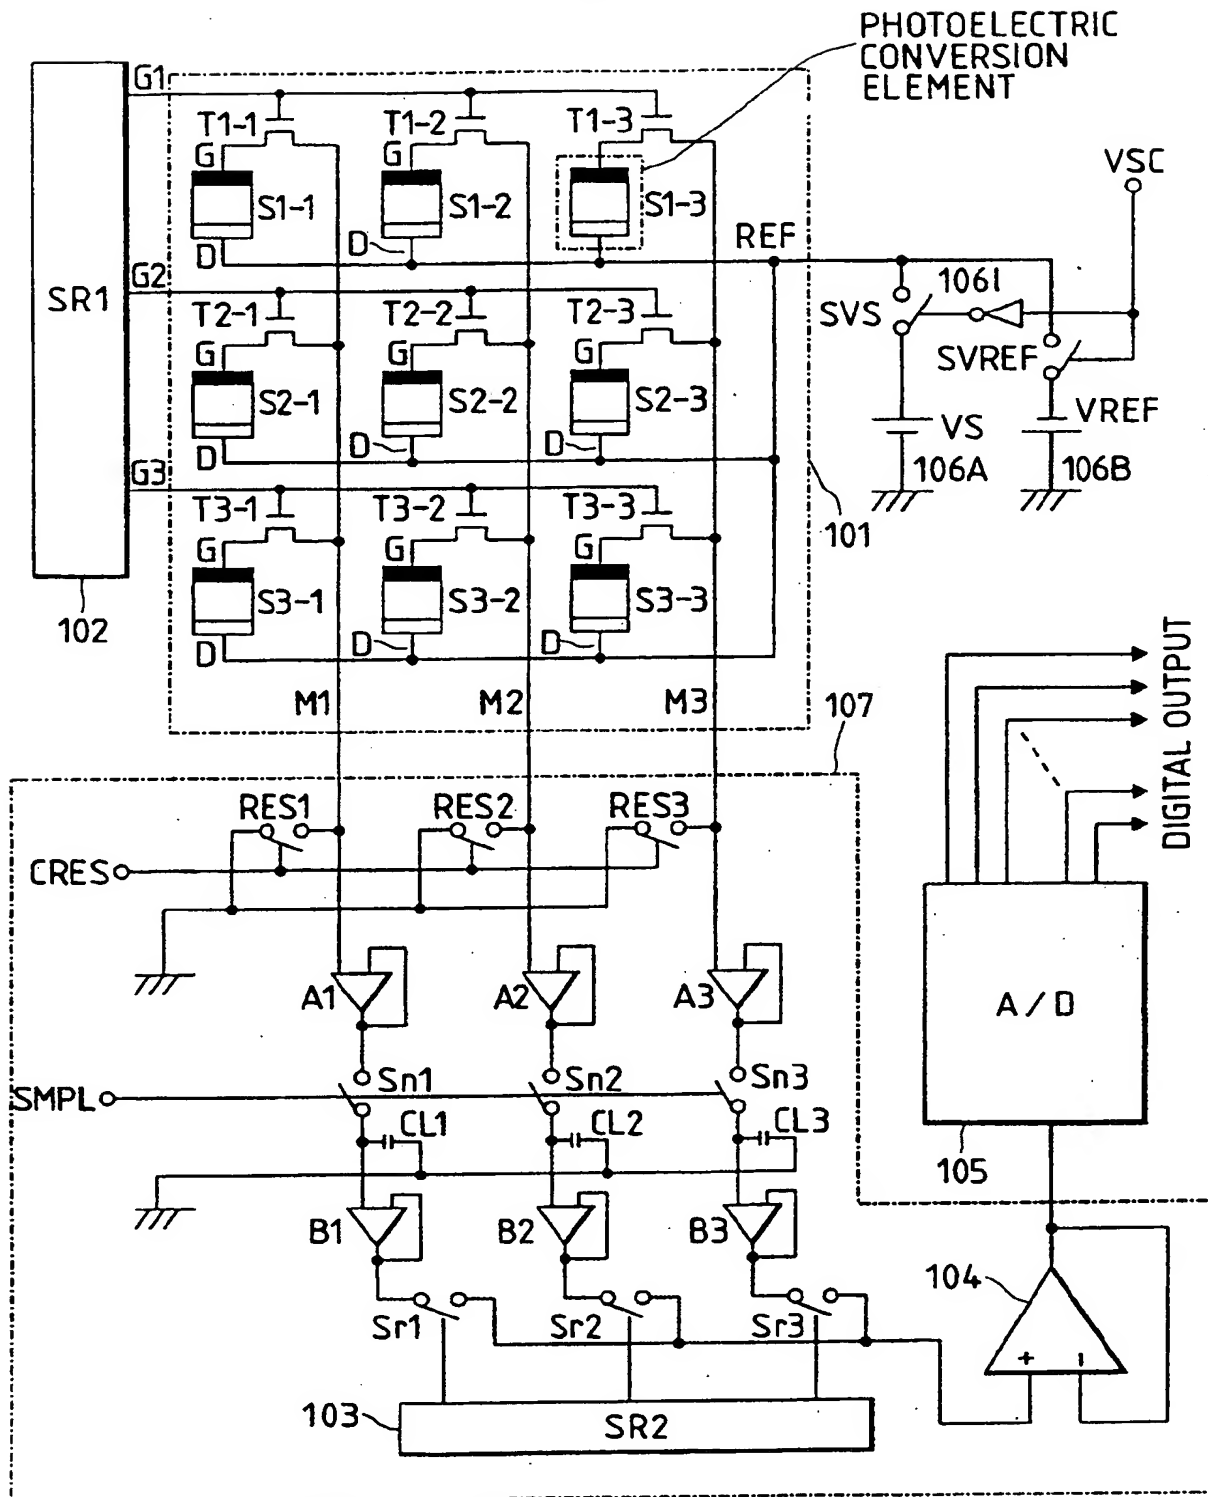 PHOTOELECTRIC
CONVERSION
ELEMENT
G1
T1-1
T1-2
T1-3
VSC
G
G
S1-1
S1-2
S1-3
REF
D
D
G2
SR1
106I
T2-1
T2-2
T2-3
SVS
G
G
G
SVREF
S2-1
S2-2
S2-3
VS
VREF
D
D
D
106A
106B
G3
T3-1
T3-2
T3-3
101
G
G
G
S3-1
S3-2
S3-3
102
D
D
D
M1
M2
M3
107
DIGITAL OUTPUT
RES1
RES2
RES3
CRES
A1
A2
A3
A/D
Sn1
Sn2
Sn3
SMPL
CL1
CL2
CL3
105
B1
B2
B3
104
Sr1
Sr2
Sr3
+
-
103
SR2